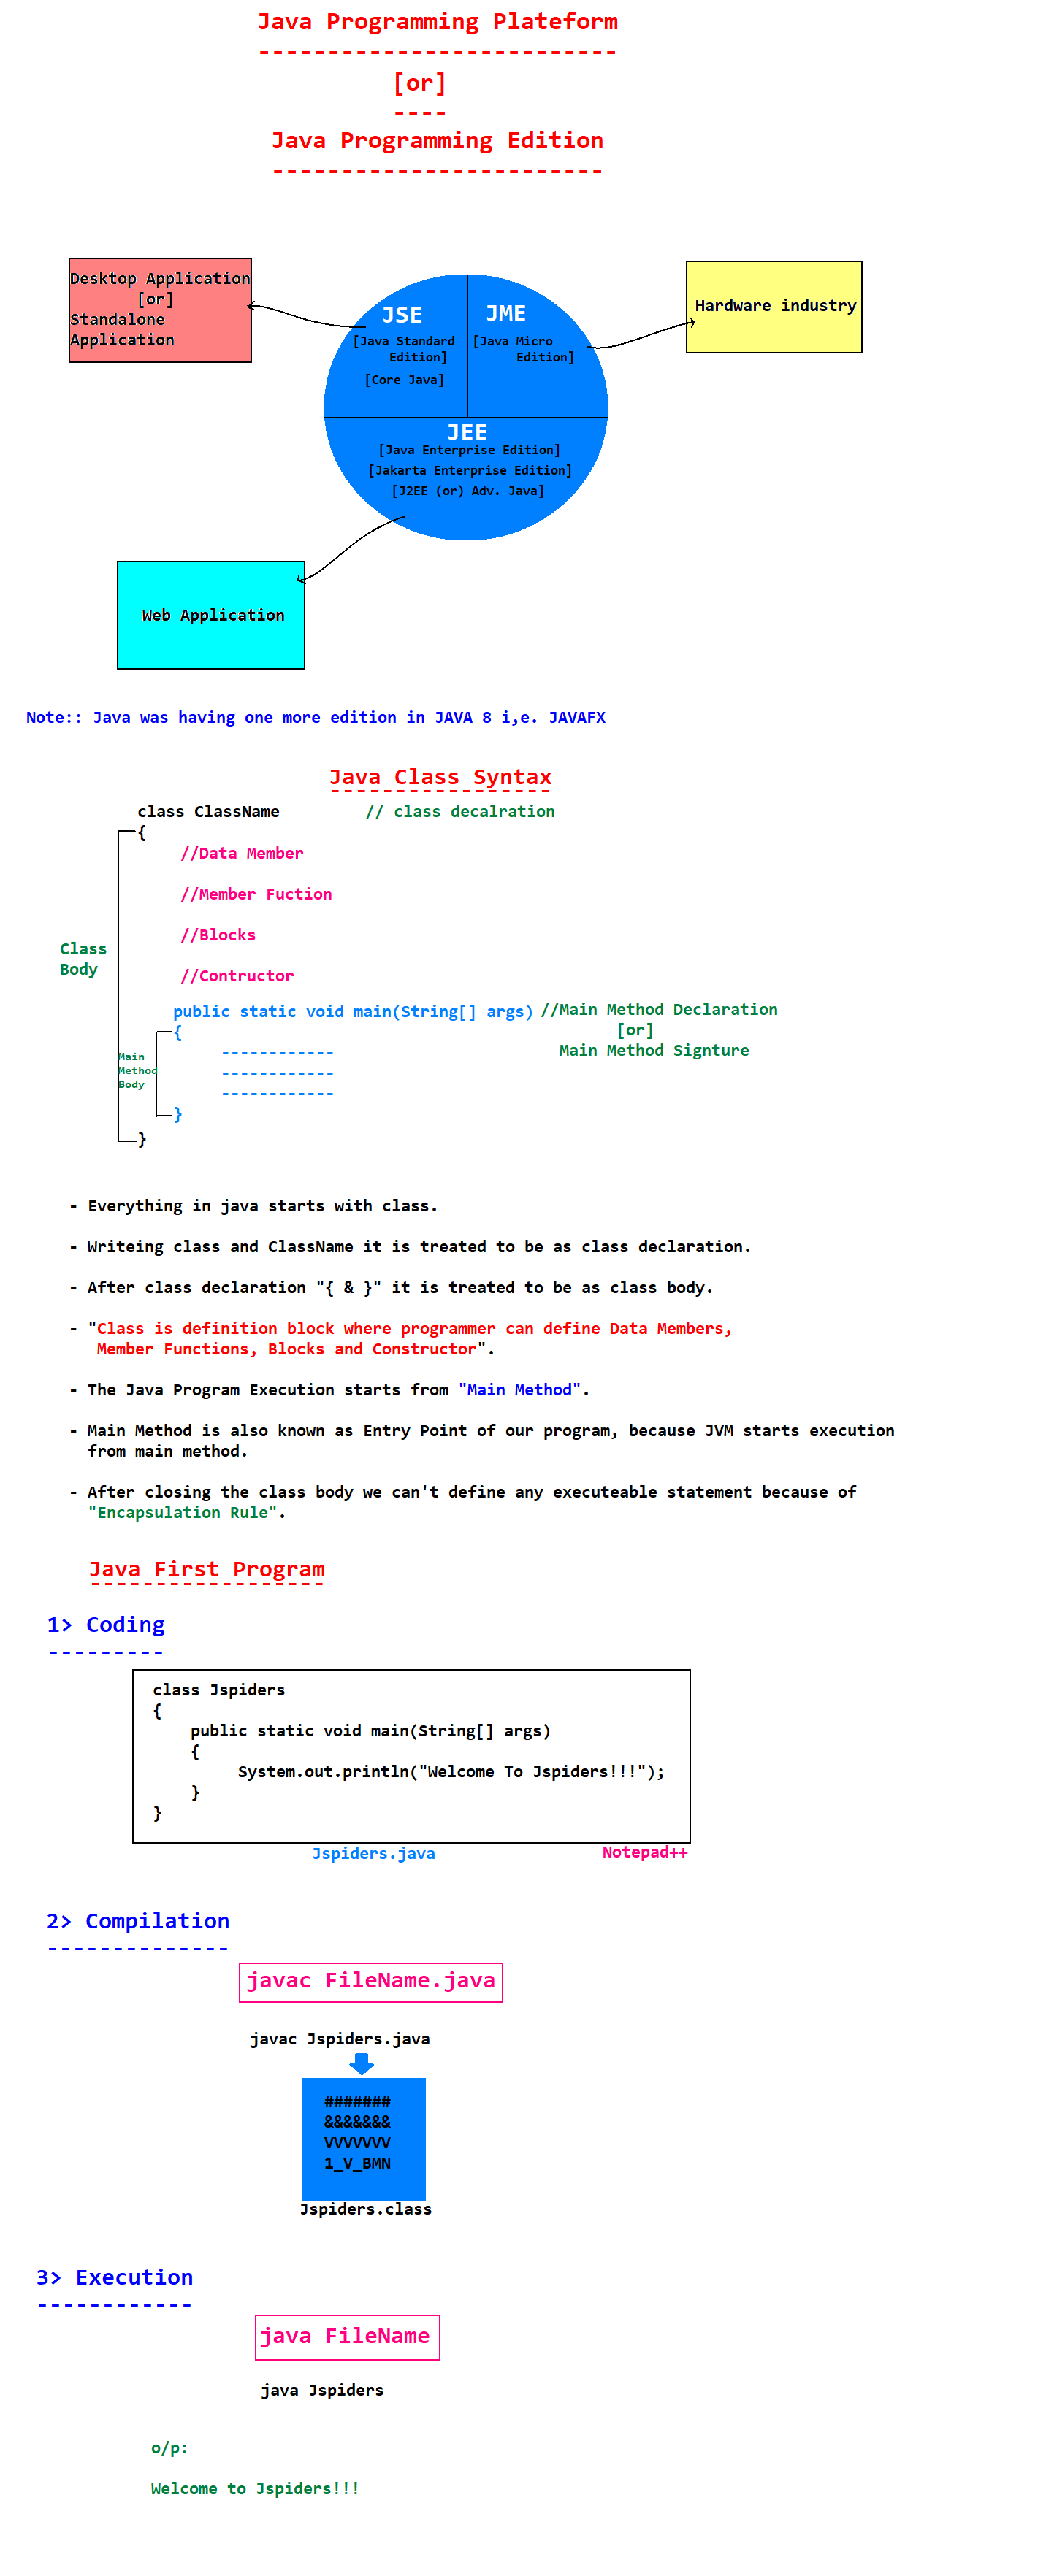 Java Programming Plateform
--------------------------
[or]
----
Java Programming Edition
------------------------
Desktop Application
[or]
Standalone
Application
JSE
[Java Standard
Edition]
[Core Java]
JME
[Java Micro
Edition]
Hardware industry
JEE
[Java Enterprise Edition]
[Jakarta Enterprise Edition]
[J2EE (or) Adv. Java]
Web Application
Note:: Java was having one more edition in JAVA 8 i,e. JAVAFX
Java Class Syntax
-----------------
class ClassName // class decalration
{
//Data Member
//Member Fuction
//Blocks
Class
Body
//Contructor
public static void main(String[] args) //Main Method Declaration
{ [or]
Main Method Signture
Main
Method
Body
------------
------------
------------
}
}
- Everything in java starts with class.
- Writeing class and ClassName it is treated to be as class declaration.
- After class declaration "{ & }" it is treated to be as class body.
- "Class is definition block where programmer can define Data Members,
Member Functions, Blocks and Constructor".
- The Java Program Execution starts from "Main Method".
- Main Method is also known as Entry Point of our program, because JVM starts execution
from main method.
- After closing the class body we can't define any executeable statement because of
"Encapsulation Rule".
Java First Program
------------------
1> Coding
---------
class Jspiders
{
public static void main(String[] args)
{
System.out.println("Welcome To Jspiders!!!");
}
}
Jspiders.java Notepad++
2> Compilation
--------------
javac FileName.java
javac Jspiders.java
#######
&&&&&&&
VVVVVVV
1_V_BMN
Jspiders.class
3> Execution
------------
java FileName
java Jspiders
o/p:
Welcome to Jspiders!!!